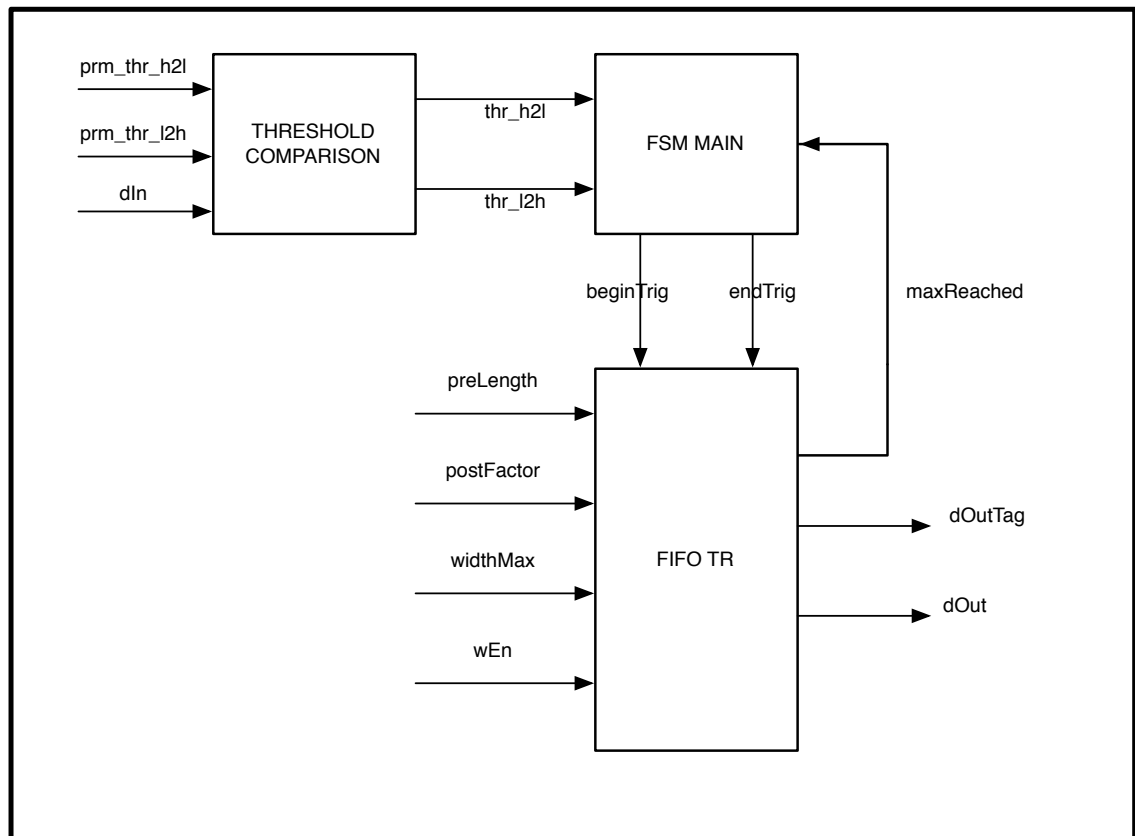 prm_thr_h2l
prm_thr_l2h
dIn
THRESHOLD
COMPARISON
thr_h2l
thr_l2h
FSM MAIN
beginTrig
endTrig
maxReached
preLength
postFactor
widthMax
wEn
FIFO TR
dOutTag
dOut